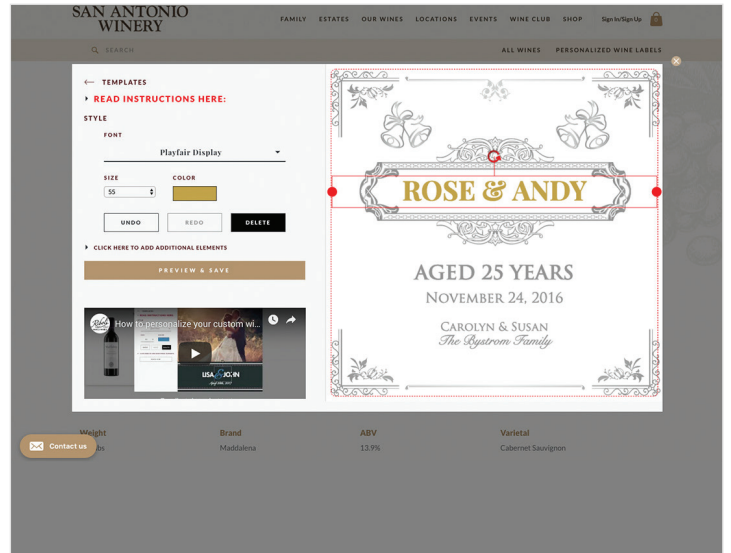 SAN ANTONIO
WINERY
FAMILY ESTATES OUR WINES LOCATIONS EVENTS WINE CLUB SHOP Sign In/Sign Up
SEARCH
ALL WINES PERSONALIZED WINE LABELS
TEMPLATES
READ INSTRUCTIONS HERE:
STYLE
FONT
Playfair Display
SIZE COLOR
55
UNDO REDO DELETE
CLICK HERE TO ADD ADDITIONAL ELEMENTS
PREVIEW & SAVE
How to personalize your custom wi...
LISA & JOHN
ROSE & ANDY
AGED 25 YEARS
NOVEMBER 24, 2016
CAROLYN & SUSAN
The Bystrom Family
Weight Brand ABV Varietal
bs Maddalena 13.9% Cabernet Sauvignon
Contact us